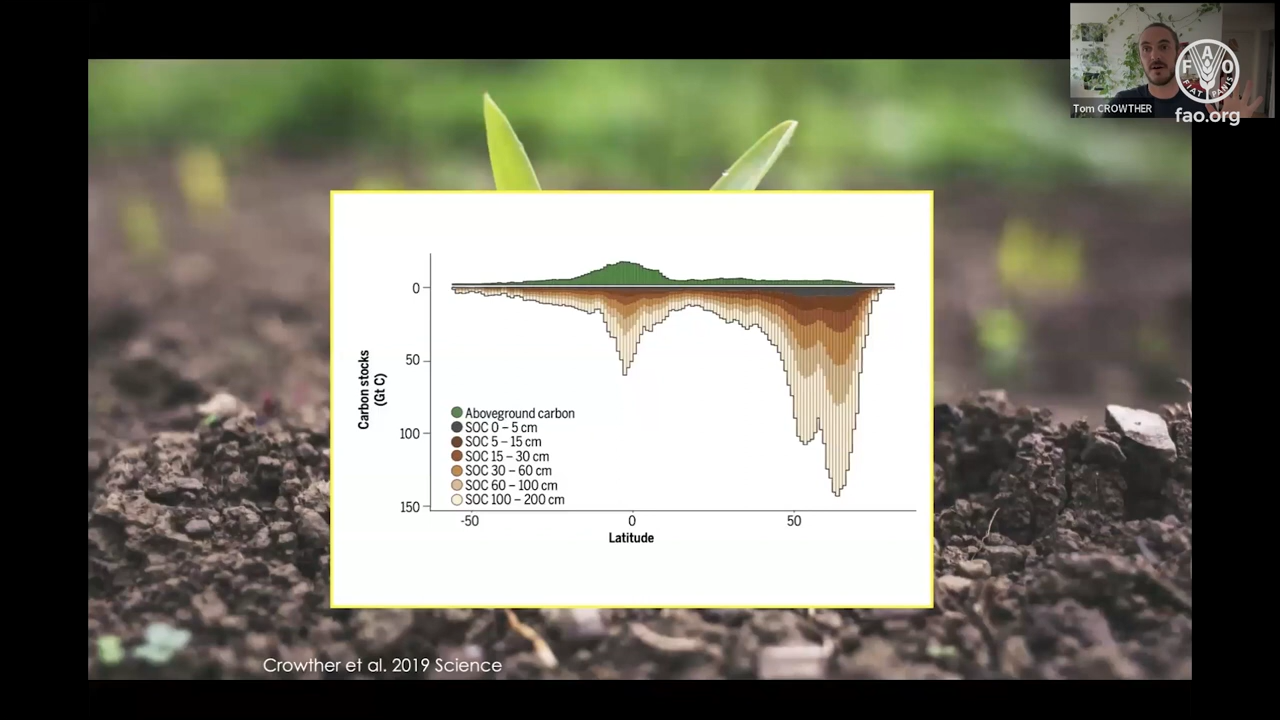 Tom CROWTHER
F A O
FIAT PANIS
fao.org
0
50
100
150
Carbon stocks
(Gt C)
Aboveground carbon
SOC 0 – 5 cm
SOC 5 – 15 cm
SOC 15 – 30 cm
SOC 30 – 60 cm
SOC 60 – 100 cm
SOC 100 – 200 cm
-50
0
50
Latitude
Crowther et al. 2019 Science